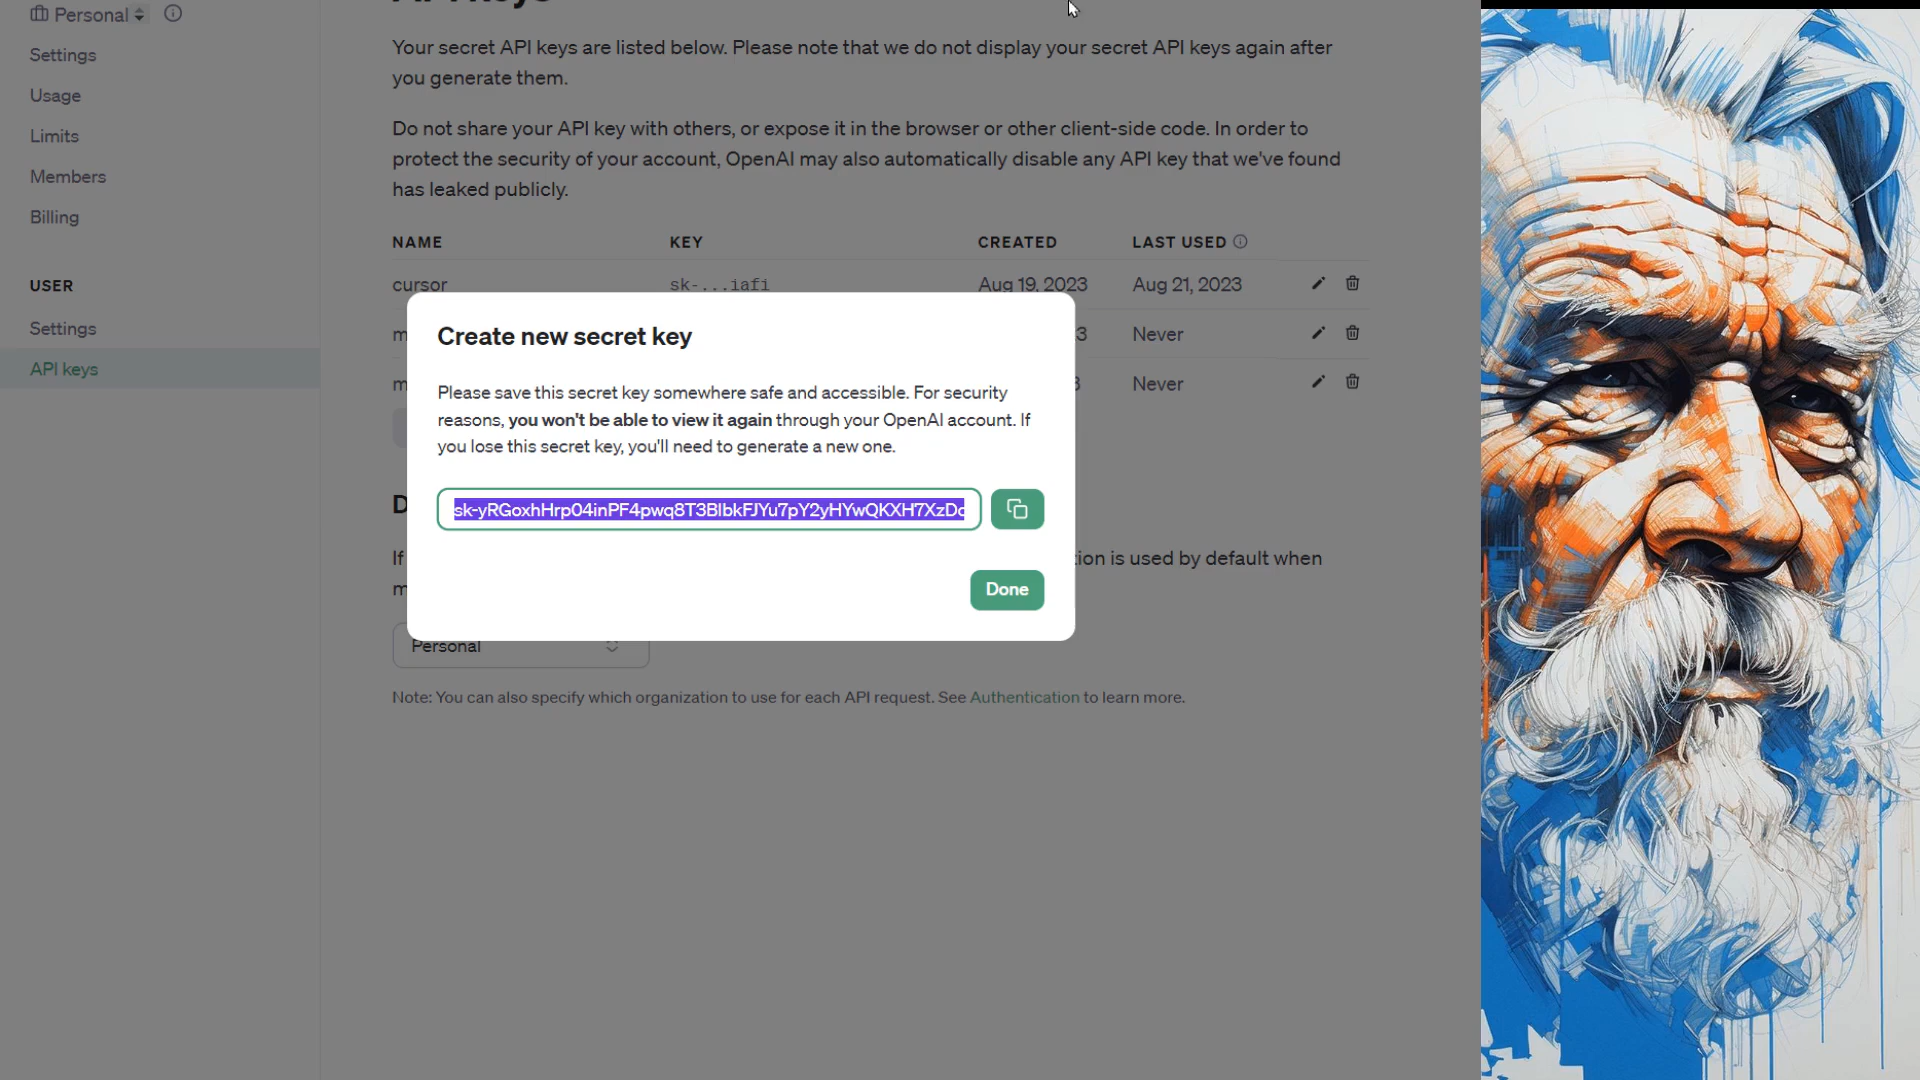 Personal
Settings
Usage
Limits
Members
Billing
USER
Settings
API keys
Your secret API keys are listed below. Please note that we do not display your secret API keys again after
you generate them.
Do not share your API key with others, or expose it in the browser or other client-side code. In order to
protect the security of your account, OpenAI may also automatically disable any API key that we've found
has leaked publicly.
NAME KEY CREATED LAST USED
cursor sk-...iafi Aug 19, 2023 Aug 21, 2023
Never
Never
Create new secret key
Please save this secret key somewhere safe and accessible. For security
reasons, you won't be able to view it again through your OpenAI account. If
you lose this secret key, you'll need to generate a new one.
Done
If
is used by default when
Personal
Note: You can also specify which organization to use for each API request. See Authentication to learn more.